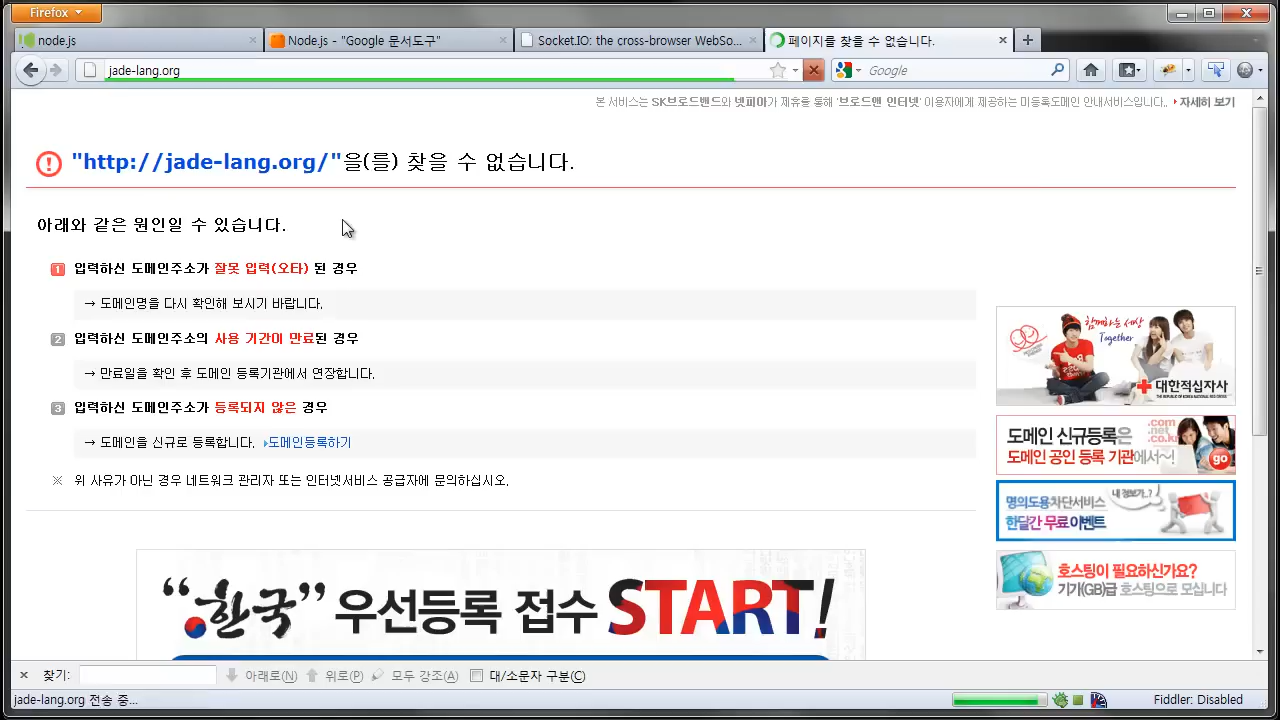 Firefox
node.js
Node.js - "Google 문서도구"
Socket.IO: the cross-browser WebSo...
페이지를 찾을 수 없습니다.
jade-lang.org
Google
본 서비스는 SK브로드밴드와 넷피아가 제휴를 통해 '브로드앤 인터넷' 이용자에게 제공하는 미등록도메인 안내서비스입니다.. 자세히 보기
"http://jade-lang.org/"을(를) 찾을 수 없습니다.
아래와 같은 원인일 수 있습니다.
1 입력하신 도메인주소가 잘못 입력(오타) 된 경우
→ 도메인명을 다시 확인해 보시기 바랍니다.
2 입력하신 도메인주소의 사용 기간이 만료된 경우
→ 만료일을 확인 후 도메인 등록기관에서 연장합니다.
3 입력하신 도메인주소가 등록되지 않은 경우
→ 도메인을 신규로 등록합니다. 도메인등록하기
※ 위 사유가 아닌 경우 네트워크 관리자 또는 인터넷서비스 공급자에 문의하십시오.
함께하는 세상
Together
대한적십자사
도메인 신규등록은
.com
.net
.co.kr
도메인 공인 등록 기관에서~!
go
명의도용차단서비스
내 정보가..?
한달간 무료 이벤트
호스팅이 필요하신가요?
기가(GB)급 호스팅으로 모십니다
“한국” 우선등록 접수 START!
찾기:
아래로(N)
위로(P)
모두 강조(A)
대/소문자 구분(C)
jade-lang.org 전송 중...
Fiddler: Disabled